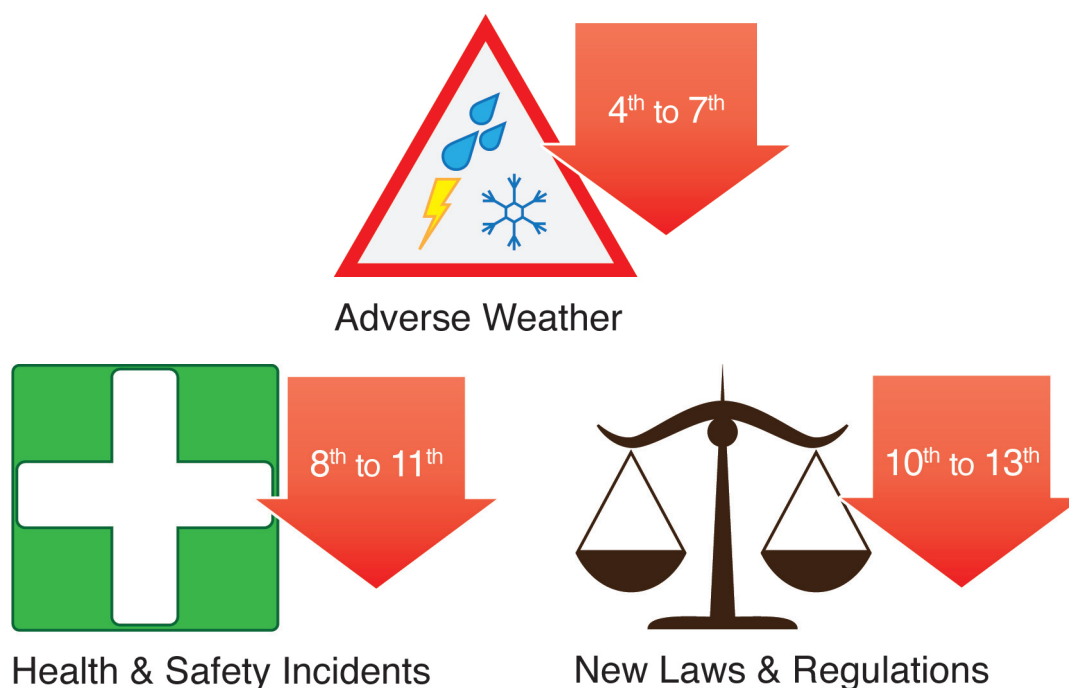 4th to 7th
Adverse Weather
8th to 11th
10th to 13th
Health & Safety Incidents
New Laws & Regulations